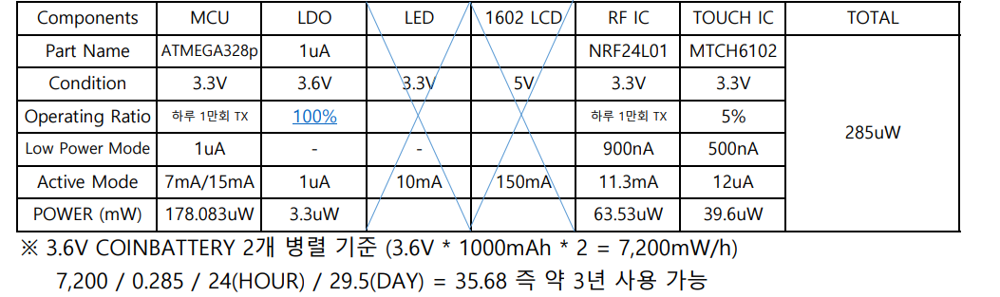 Components MCU LDO LED 1602 LCD RF IC TOUCH IC TOTAL
Part Name ATMEGA328p 1uA NRF24L01 MTCH6102
Condition 3.3V 3.6V 3.3V 5V 3.3V 3.3V
Operating Ratio 하루 1만회 TX 100% 하루 1만회 TX 5%
285uW
Low Power Mode 1uA - - 900nA 500nA
Active Mode 7mA/15mA 1uA 10mA 150mA 11.3mA 12uA
POWER (mW) 178.083uW 3.3uW 63.53uW 39.6uW
※ 3.6V COINBATTERY 2개 병렬 기준 (3.6V * 1000mAh * 2 = 7,200mW/h)
7,200 / 0.285 / 24(HOUR) / 29.5(DAY) = 35.68 즉 약 3년 사용 가능